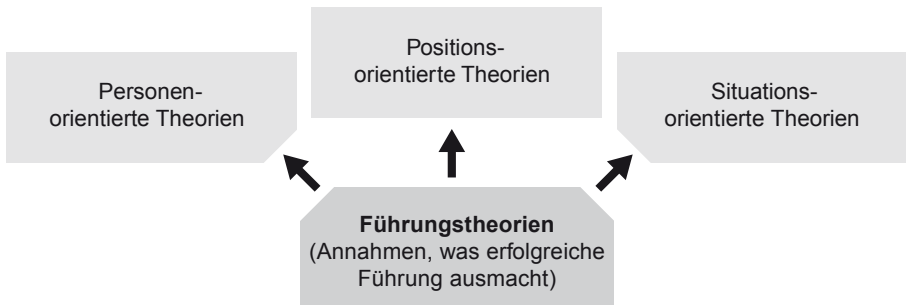 Personen-
orientierte Theorien
Positions-
orientierte Theorien
Situations-
orientierte Theorien
Führungstheorien
(Annahmen, was erfolgreiche
Führung ausmacht)